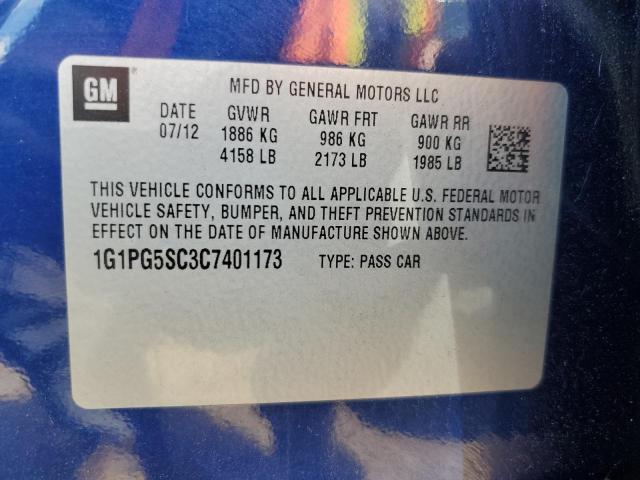 GM
MFD BY GENERAL MOTORS LLC
DATE GVWR GAWR FRT GAWR RR
07/12 1886 KG 986 KG 900 KG
4158 LB 2173 LB 1985 LB
THIS VEHICLE CONFORMS TO ALL APPLICABLE U.S. FEDERAL MOTOR
VEHICLE SAFETY, BUMPER, AND THEFT PREVENTION STANDARDS IN
EFFECT ON THE DATE OF MANUFACTURE SHOWN ABOVE.
1G1PG5SC3C7401173 TYPE: PASS CAR